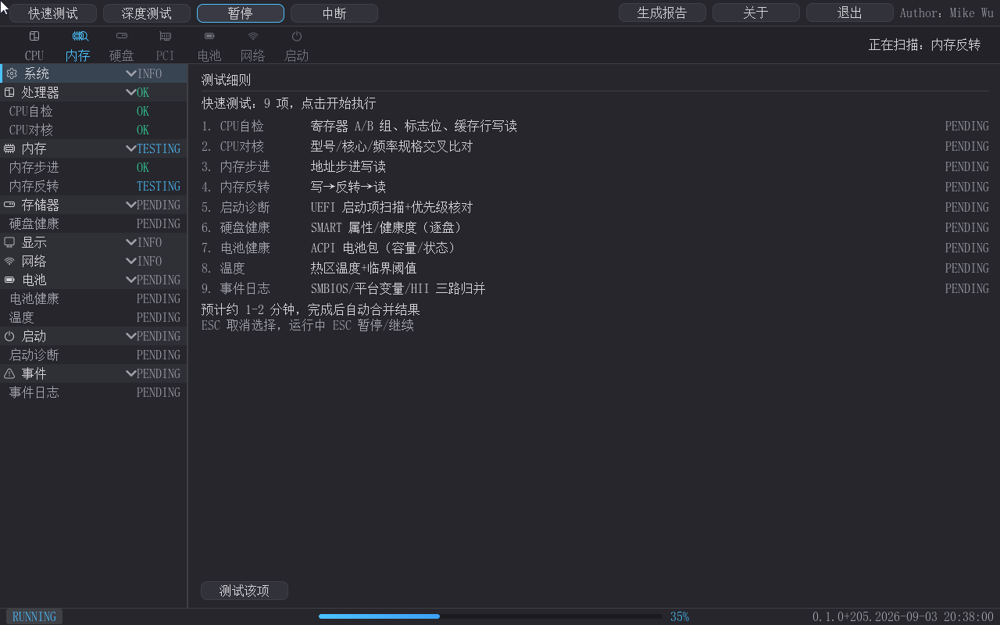 快速测试 深度测试 暂停 中断 生成报告 关于 退出 Author: Mike Wu
CPU 内存 硬盘 PCI 电池 网络 启动 正在扫描: 内存反转
系统 INFO
处理器 OK
CPU自检 OK
CPU对核 OK
内存 TESTING
内存步进 OK
内存反转 TESTING
存储器 PENDING
硬盘健康 PENDING
显示 INFO
网络 INFO
电池 PENDING
电池健康 PENDING
温度 PENDING
启动 PENDING
启动诊断 PENDING
事件 PENDING
事件日志 PENDING
测试细则
快速测试: 9 项, 点击开始执行
1. CPU自检 寄存器 A/B 组、标志位、缓存行写读 PENDING
2. CPU对核 型号/核心/频率规格交叉比对 PENDING
3. 内存步进 地址步进写读 PENDING
4. 内存反转 写→反转→读 PENDING
5. 启动诊断 UEFI 启动项扫描+优先级核对 PENDING
6. 硬盘健康 SMART 属性/健康度（逐盘） PENDING
7. 电池健康 ACPI 电池包（容量/状态） PENDING
8. 温度 热区温度+临界阈值 PENDING
9. 事件日志 SMBIOS/平台变量/HII 三路归并 PENDING
预计约 1-2 分钟, 完成后自动合并结果
ESC 取消选择, 运行中 ESC 暂停/继续
测试该项
RUNNING 35% 0.1.0+205.2026-09-03 20:38:00